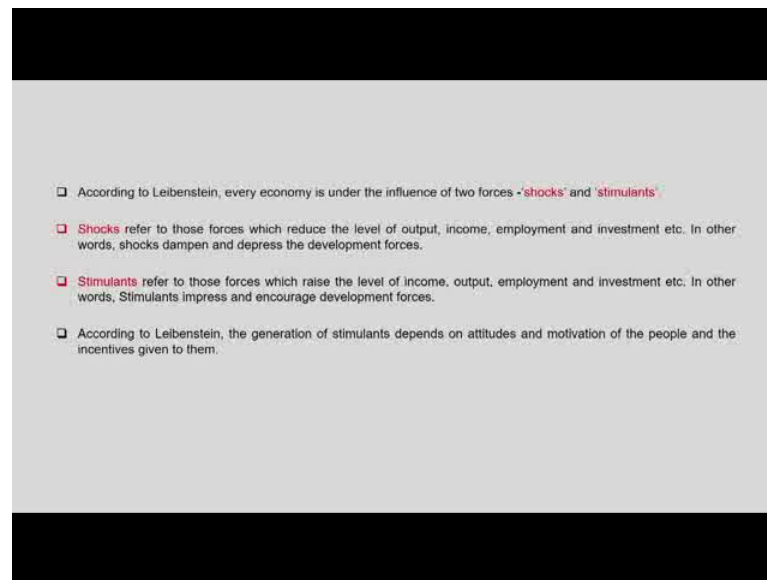 ❑ According to Leibenstein, every economy is under the influence of two forces -'shocks' and 'stimulants'.
❑ Shocks refer to those forces which reduce the level of output, income, employment and investment etc. In other
words, shocks dampen and depress the development forces.
❑ Stimulants refer to those forces which raise the level of income, output, employment and investment etc. In other
words, Stimulants impress and encourage development forces.
❑ According to Leibenstein, the generation of stimulants depends on attitudes and motivation of the people and the
incentives given to them.